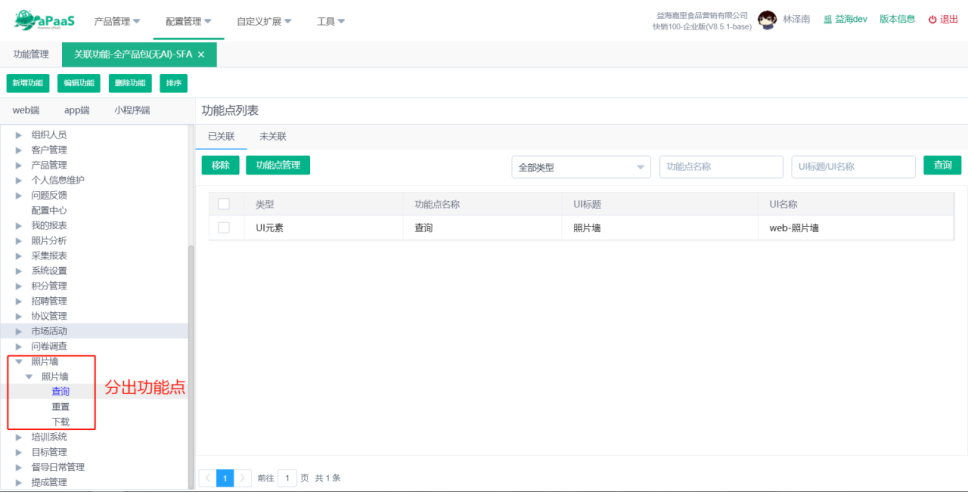 aPaaS 产品管理 配置管理 自定义扩展 工具
益海嘉里食品营销有限公司
快销100-企业版(V8.5.1-base)
林泽南 益海dev 版本信息 退出
功能管理 关联功能-全产品包(无AI)-SFA ×
新增功能 编辑功能 删除功能 排序
web端 app端 小程序端
组织人员
客户管理
产品管理
个人信息维护
问题反馈
配置中心
我的报表
照片分析
采集报表
系统设置
积分管理
招聘管理
协议管理
市场活动
问卷调查
照片墙
照片墙
查询
重置
下载
培训系统
目标管理
督导日常管理
提成管理
分出功能点
功能点列表
已关联 未关联
移除 功能点管理 全部类型 功能点名称 UI标题/UI名称 查询
类型 功能点名称 UI标题 UI名称
UI元素 查询 照片墙 web-照片墙
1 前往 1 页 共 1 条